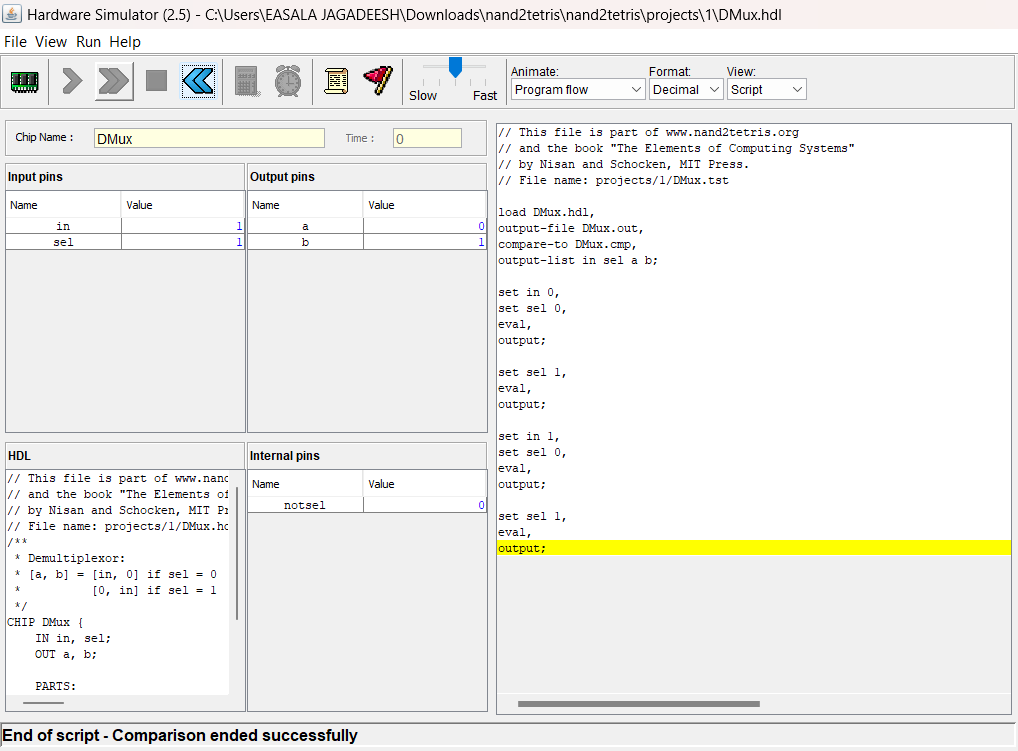 Hardware Simulator (2.5) - C:\Users\EASALA JAGADEESH\Downloads\nand2tetris\nand2tetris\projects\1\DMux.hdl
File View Run Help
Slow Fast
Animate: Format: View:
Program flow Decimal Script
Chip Name : DMux Time : 0
Input pins
Name Value
in 1
sel 1
Output pins
Name Value
a 0
b 1
HDL
// This file is part of www.nand
// and the book "The Elements of
// by Nisan and Schocken, MIT Pr
// File name: projects/1/DMux.hd
/**
* Demultiplexor:
* [a, b] = [in, 0] if sel = 0
* [0, in] if sel = 1
*/
CHIP DMux {
IN in, sel;
OUT a, b;
PARTS:
Internal pins
Name Value
notsel 0
// This file is part of www.nand2tetris.org
// and the book "The Elements of Computing Systems"
// by Nisan and Schocken, MIT Press.
// File name: projects/1/DMux.tst
load DMux.hdl,
output-file DMux.out,
compare-to DMux.cmp,
output-list in sel a b;
set in 0,
set sel 0,
eval,
output;
set sel 1,
eval,
output;
set in 1,
set sel 0,
eval,
output;
set sel 1,
eval,
output;
End of script - Comparison ended successfully